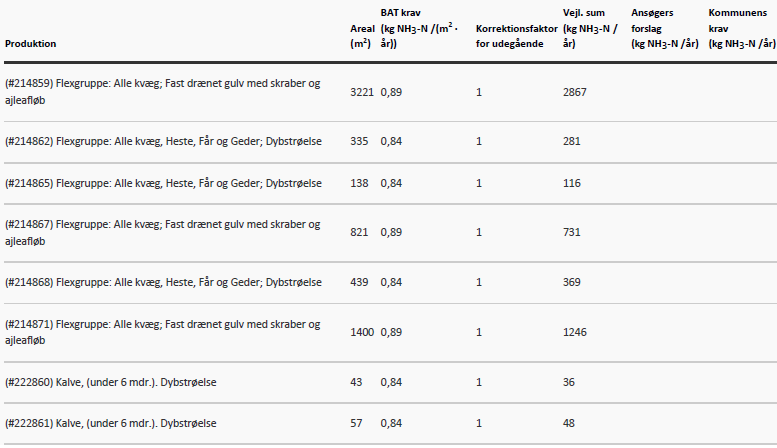 Produktion Areal (m²) BAT krav (kg NH3-N /(m² · år)) Korrektionsfaktor for udegående Vejl. sum (kg NH3-N / år) Ansøgers forslag (kg NH3-N /år) Kommunens krav (kg NH3-N /år)
(#214859) Flexgruppe: Alle kvæg; Fast drænet gulv med skraber og ajleafløb 3221 0,89 1 2867
(#214862) Flexgruppe: Alle kvæg, Heste, Får og Geder; Dybstrøelse 335 0,84 1 281
(#214865) Flexgruppe: Alle kvæg, Heste, Får og Geder; Dybstrøelse 138 0,84 1 116
(#214867) Flexgruppe: Alle kvæg; Fast drænet gulv med skraber og ajleafløb 821 0,89 1 731
(#214868) Flexgruppe: Alle kvæg, Heste, Får og Geder; Dybstrøelse 439 0,84 1 369
(#214871) Flexgruppe: Alle kvæg; Fast drænet gulv med skraber og ajleafløb 1400 0,89 1 1246
(#222860) Kalve, (under 6 mdr.). Dybstrøelse 43 0,84 1 36
(#222861) Kalve, (under 6 mdr.). Dybstrøelse 57 0,84 1 48